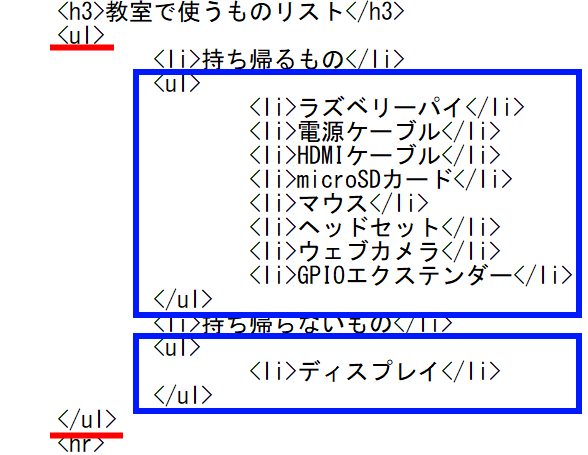 <h3>教室で使うものリスト</h3>
<ul>
<li>持ち帰るもの</li>
<ul>
<li>ラズベリーパイ</li>
<li>電源ケーブル</li>
<li>HDMIケーブル</li>
<li>microSDカード</li>
<li>マウス</li>
<li>ヘッドセット</li>
<li>ウェブカメラ</li>
<li>GPIOエクステンダー</li>
</ul>
<li>持ち帰らないもの</li>
<ul>
<li>ディスプレイ</li>
</ul>
</ul>
<hr>